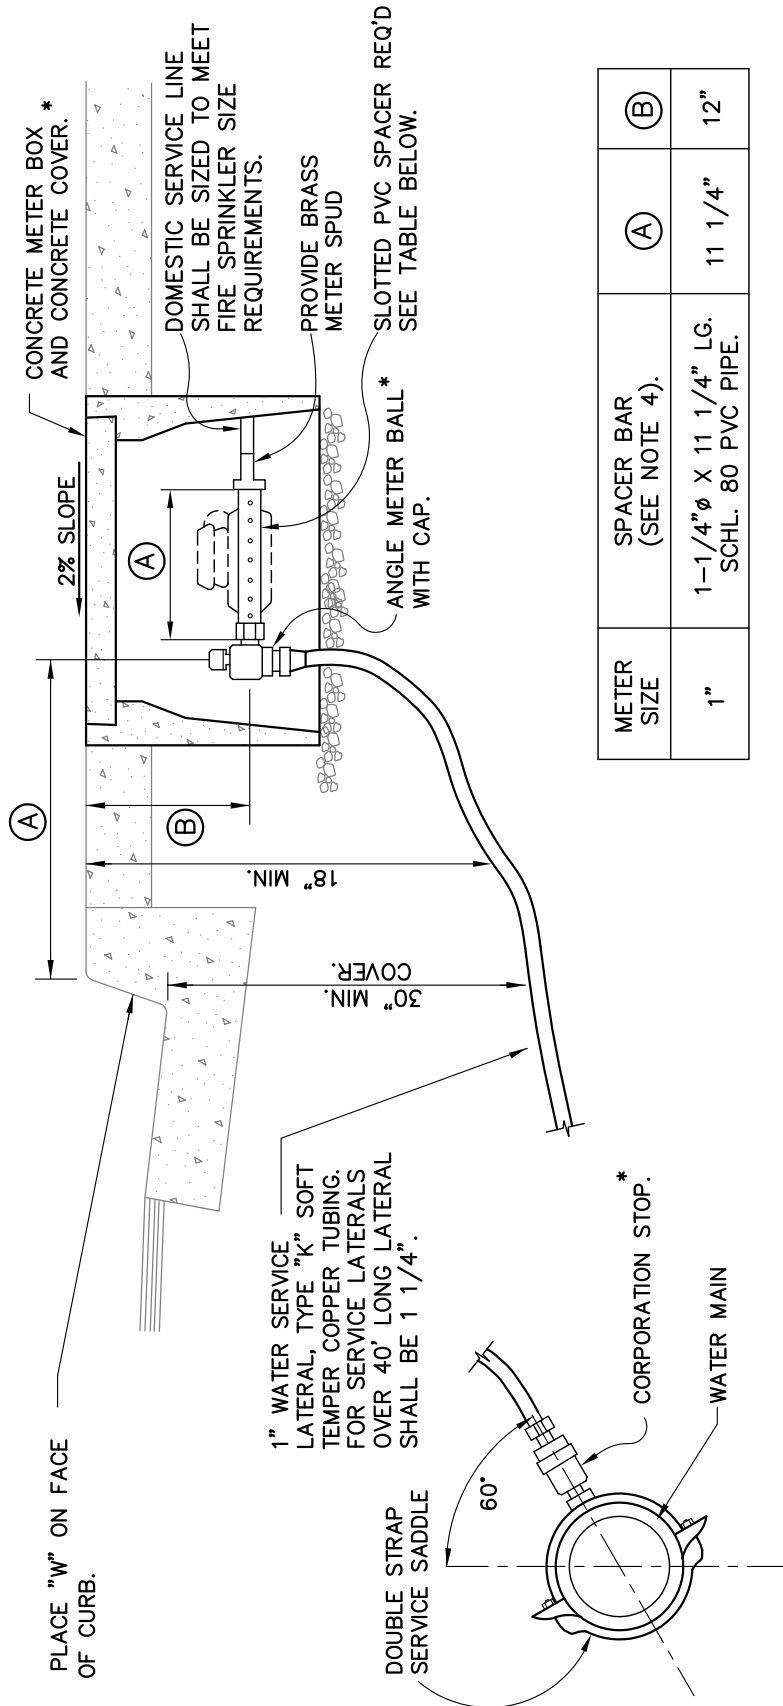 CONCRETE METER BOX
AND CONCRETE COVER. *
2% SLOPE
DOMESTIC SERVICE LINE
SHALL BE SIZED TO MEET
FIRE SPRINKLER SIZE
REQUIREMENTS.
PROVIDE BRASS
METER SPUD
SLOTTED PVC SPACER REQ'D
SEE TABLE BELOW.
ANGLE METER BALL *
WITH CAP.
A
A
B
18" MIN.
30" MIN.
COVER.
PLACE "W" ON FACE
OF CURB.
1" WATER SERVICE
LATERAL, TYPE "K" SOFT
TEMPER COPPER TUBING.
FOR SERVICE LATERALS
OVER 40' LONG LATERAL
SHALL BE 1 1/4".
DOUBLE STRAP
SERVICE SADDLE
60°
CORPORATION STOP. *
WATER MAIN
METER
SIZE
SPACER BAR
(SEE NOTE 4).
A
B
1"
1-1/4"ø X 11 1/4" LG.
SCHL. 80 PVC PIPE.
11 1/4"
12"